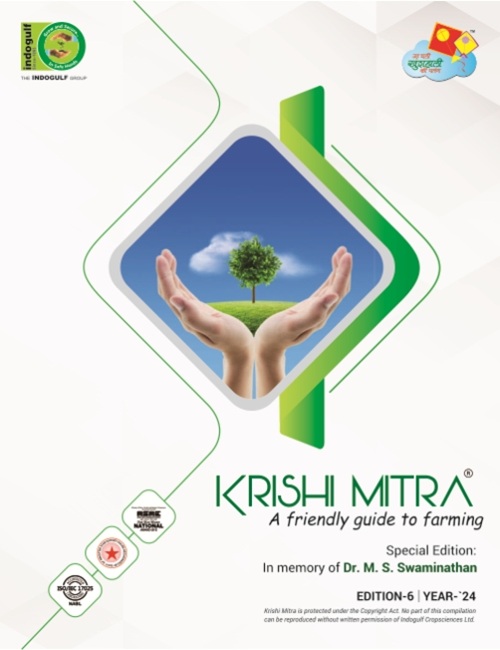 indogulf
THE INDOGULF GROUP
खुशहाली
KRISHI MITRA®
A friendly guide to farming
Special Edition:
In memory of Dr. M. S. Swaminathan
EDITION-6 | YEAR-`24
Krishi Mitra is protected under the Copyright Act. No part of this compilation
can be reproduced without written permission of Indogulf Cropsciences Ltd.
NATIONAL
ISO/IEC 17025
NABL